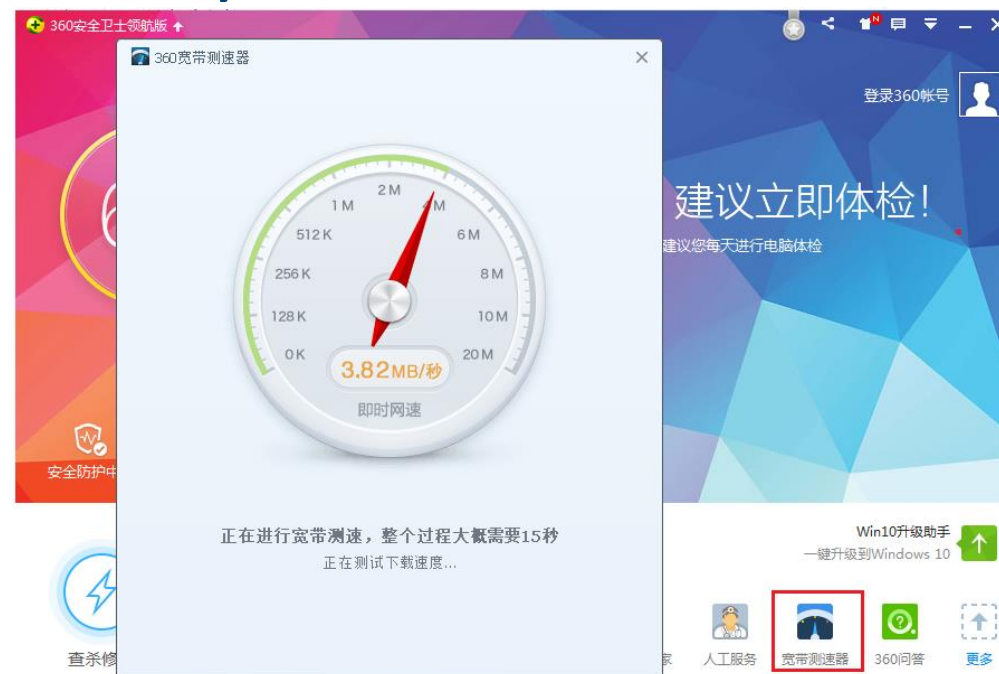 360安全卫士领航版
N
360宽带测速器
登录360帐号
6
建议立即体检！
建议您每天进行电脑体检
2M
1M
4M
512K
6M
256K
8M
128K
10M
0K
20M
3.82MB/秒
即时网速
安全防护中
正在进行宽带测速，整个过程大概需要15秒
正在测试下载速度...
Win10升级助手
一键升级到Windows 10
查杀修
家
人工服务
宽带测速器
360问答
更多